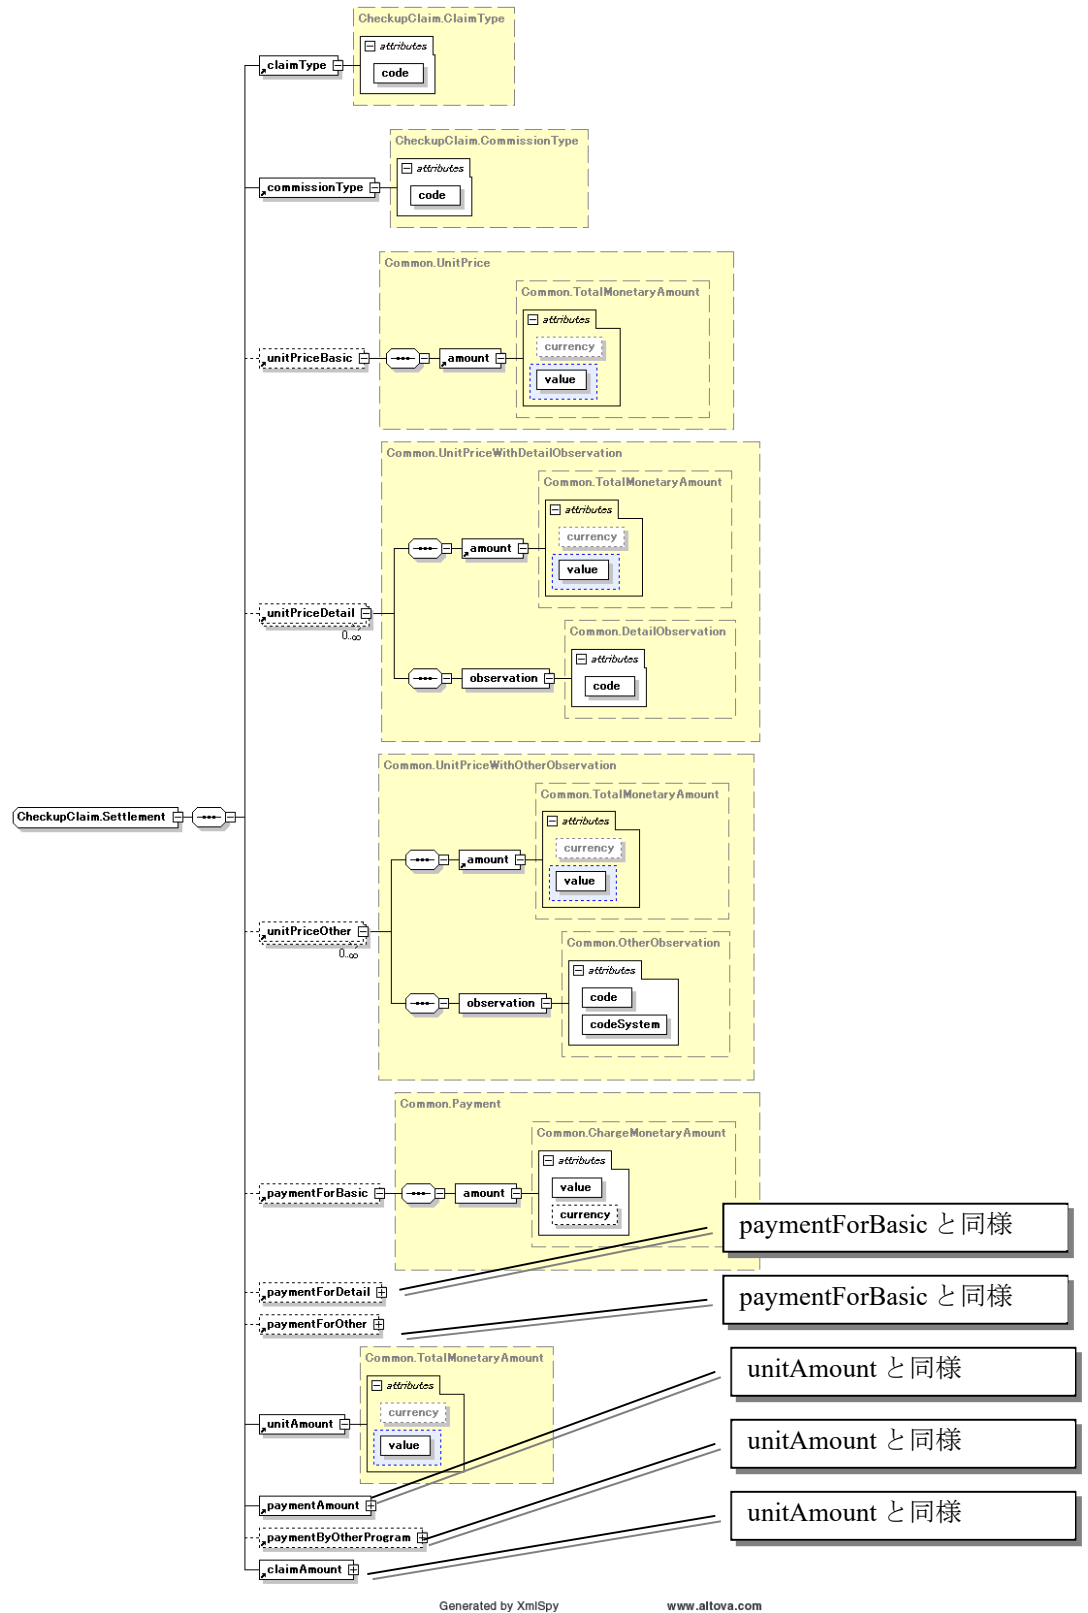 CheckupClaim.ClaimType
attributes
claimType
code
CheckupClaim.CommissionType
attributes
commissionType
code
Common.UnitPrice
Common.TotalMonetaryAmount
attributes
currency
unitPriceBasic
amount
value
Common.UnitPriceWithDetailObservation
Common.TotalMonetaryAmount
attributes
currency
amount
value
unitPriceDetail
0..∞
Common.DetailObservation
attributes
observation
code
Common.UnitPriceWithOtherObservation
Common.TotalMonetaryAmount
attributes
CheckupClaim.Settlement
currency
amount
value
unitPriceOther
0..∞
Common.OtherObservation
attributes
observation
code
codeSystem
Common.Payment
Common.ChargeMonetaryAmount
attributes
paymentForBasic
amount
value
currency
paymentForBasic と同様
paymentForDetail
paymentForBasic と同様
paymentForOther
Common.TotalMonetaryAmount
attributes
currency
unitAmount
value
unitAmount と同様
paymentAmount
unitAmount と同様
paymentByOtherProgram
unitAmount と同様
claimAmount
Generated by XmlSpy
www.altova.com